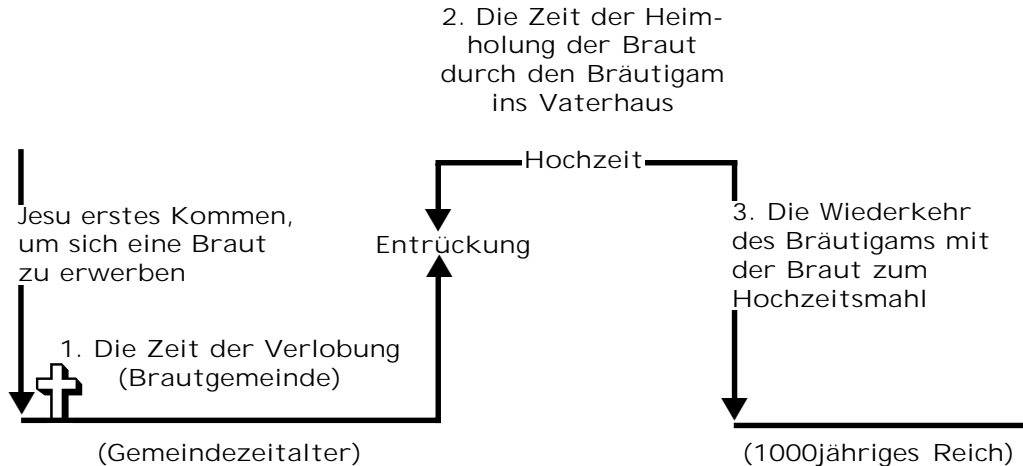 2. Die Zeit der Heim-
holung der Braut
durch den Bräutigam
ins Vaterhaus
Hochzeit
Jesu erstes Kommen,
um sich eine Braut
zu erwerben
Entrückung
3. Die Wiederkehr
des Bräutigams mit
der Braut zum
Hochzeitsmahl
1. Die Zeit der Verlobung
(Brautgemeinde)
(Gemeindezeitalter)
(1000jähriges Reich)